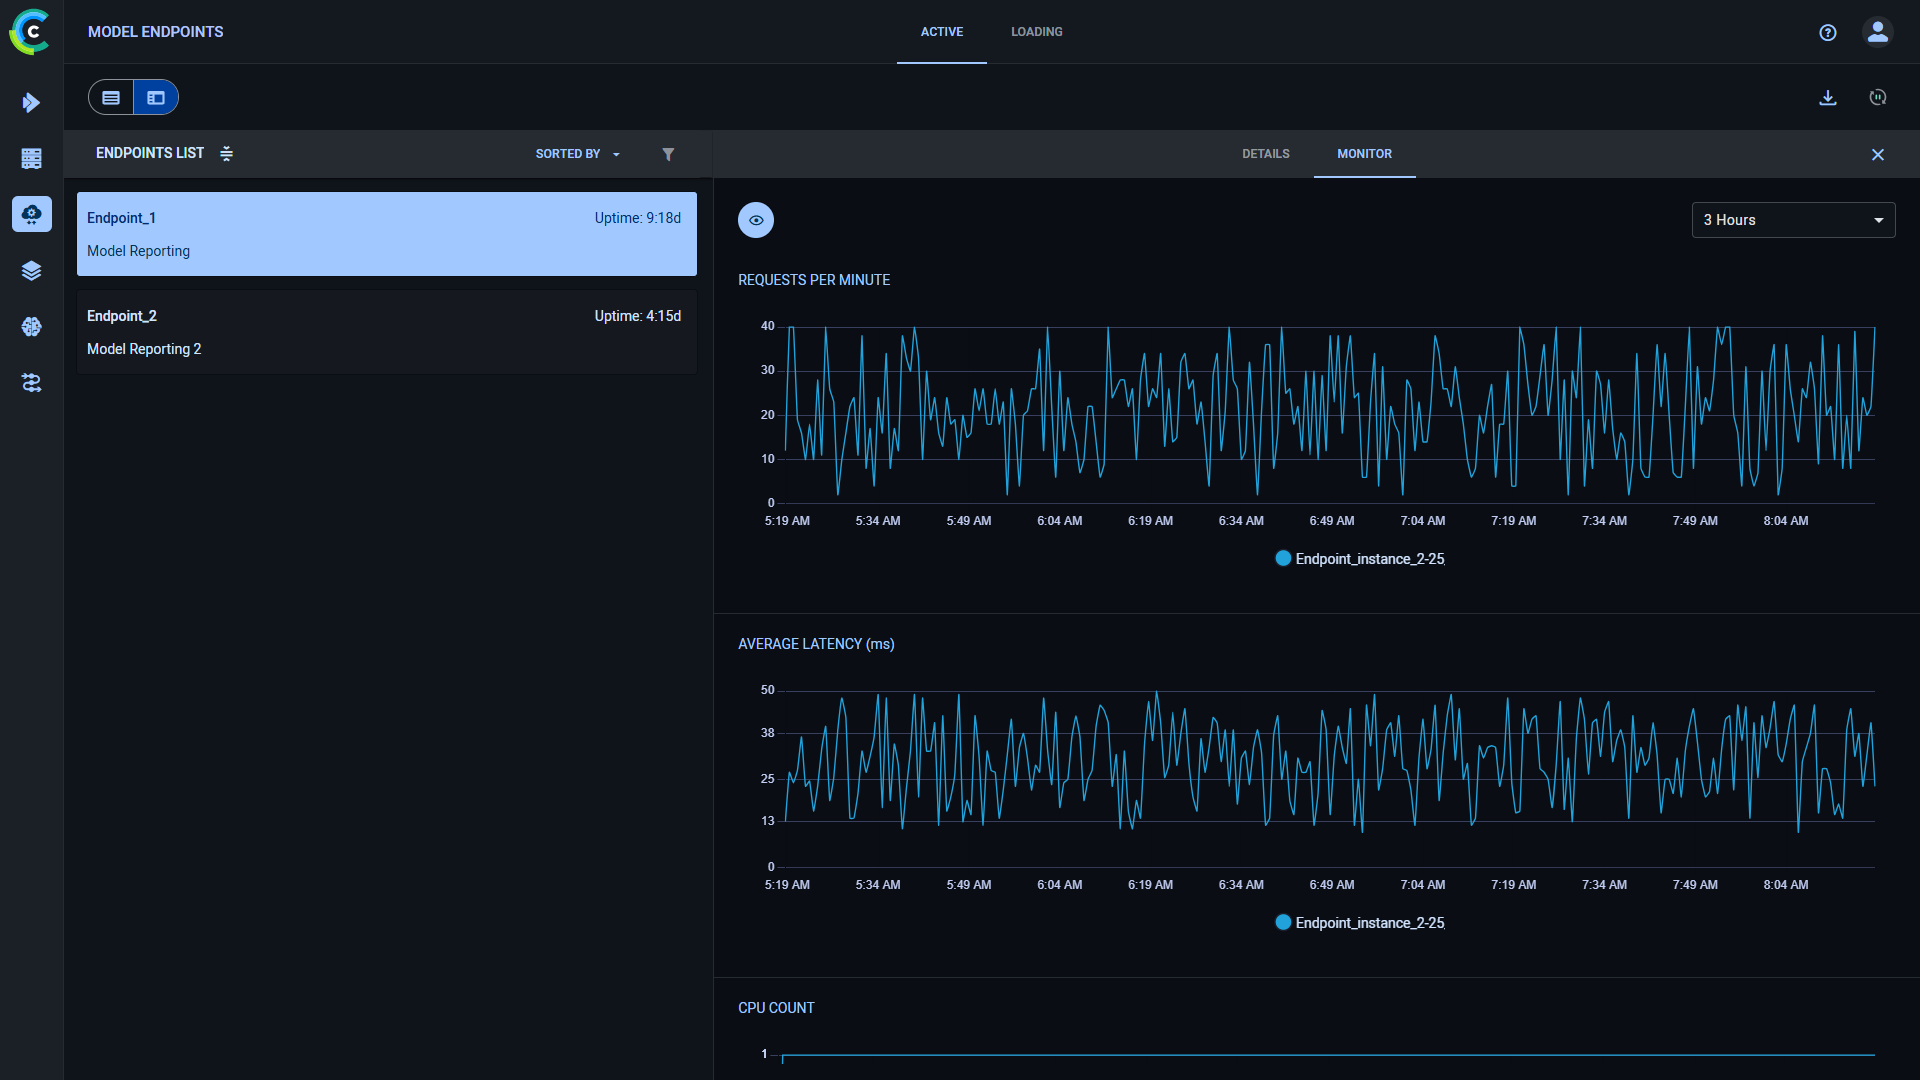 MODEL ENDPOINTS
ACTIVE
LOADING
ENDPOINTS LIST
SORTED BY
DETAILS
MONITOR
Endpoint_1
Uptime: 9:18d
Model Reporting
Endpoint_2
Uptime: 4:15d
Model Reporting 2
3 Hours
REQUESTS PER MINUTE
40
30
20
10
0
5:19 AM 5:34 AM 5:49 AM 6:04 AM 6:19 AM 6:34 AM 6:49 AM 7:04 AM 7:19 AM 7:34 AM 7:49 AM 8:04 AM
Endpoint_instance_2-25
AVERAGE LATENCY (ms)
50
38
25
13
0
5:19 AM 5:34 AM 5:49 AM 6:04 AM 6:19 AM 6:34 AM 6:49 AM 7:04 AM 7:19 AM 7:34 AM 7:49 AM 8:04 AM
Endpoint_instance_2-25
CPU COUNT
1